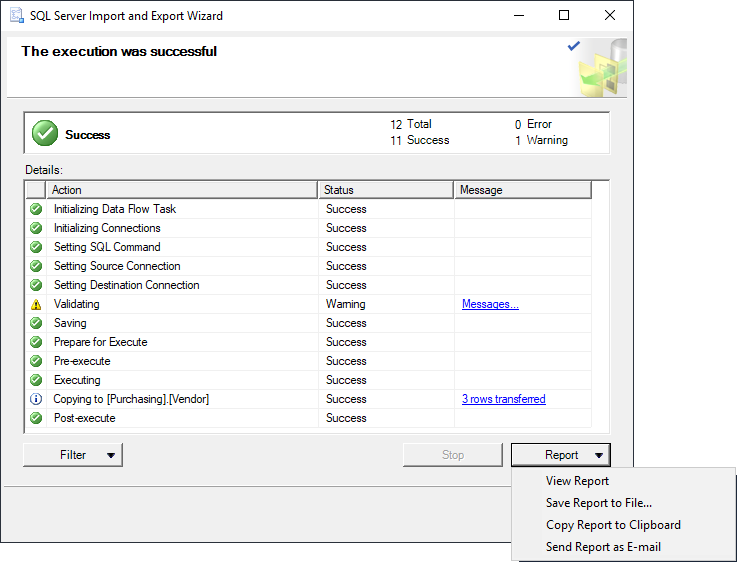 SQL Server Import and Export Wizard
The execution was successful
Success
12 Total 0 Error
11 Success 1 Warning
Details:
Action Status Message
Initializing Data Flow Task Success
Initializing Connections Success
Setting SQL Command Success
Setting Source Connection Success
Setting Destination Connection Success
Validating Warning Messages...
Saving Success
Prepare for Execute Success
Pre-execute Success
Executing Success
Copying to [Purchasing].[Vendor] Success 3 rows transferred
Post-execute Success
Filter Stop Report
View Report
Save Report to File...
Copy Report to Clipboard
Send Report as E-mail